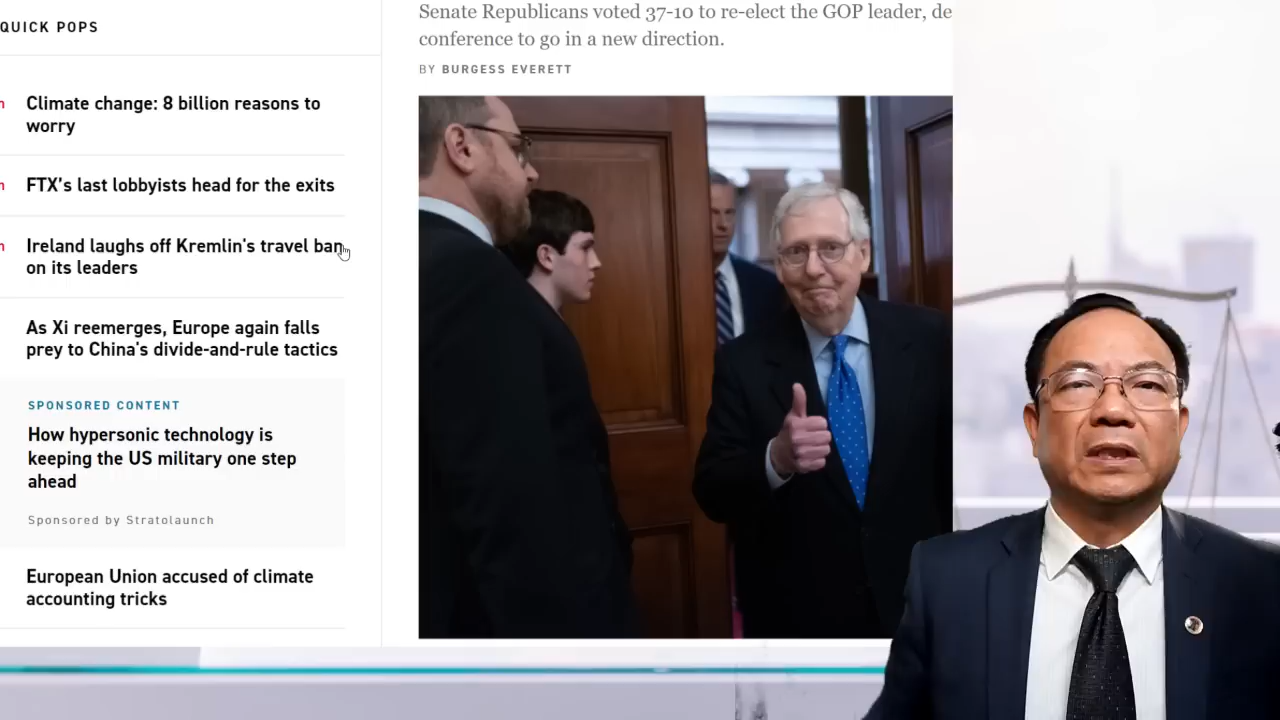 QUICK POPS
Climate change: 8 billion reasons to
worry
FTX's last lobbyists head for the exits
Ireland laughs off Kremlin's travel ban
on its leaders
As Xi reemerges, Europe again falls
prey to China's divide-and-rule tactics
SPONSORED CONTENT
How hypersonic technology is
keeping the US military one step
ahead
Sponsored by Stratolaunch
European Union accused of climate
accounting tricks
Senate Republicans voted 37-10 to re-elect the GOP leader, de
conference to go in a new direction.
BY BURGESS EVERETT